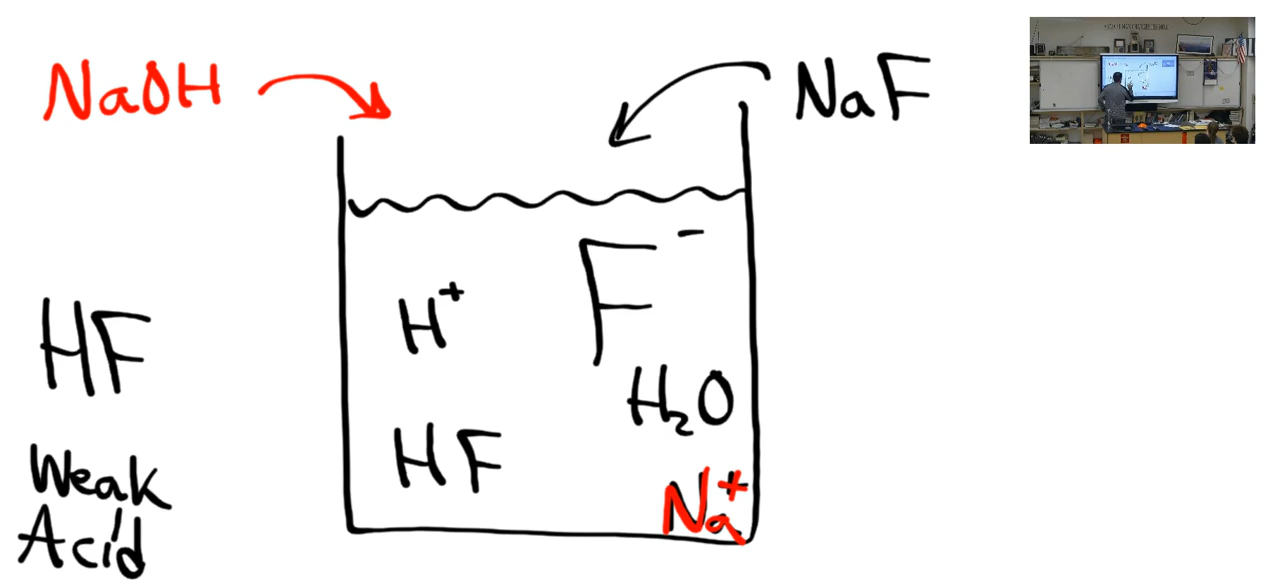 NaOH
NaF
H⁺
F⁻
HF
H₂O
HF
Na⁺
Weak
Acid